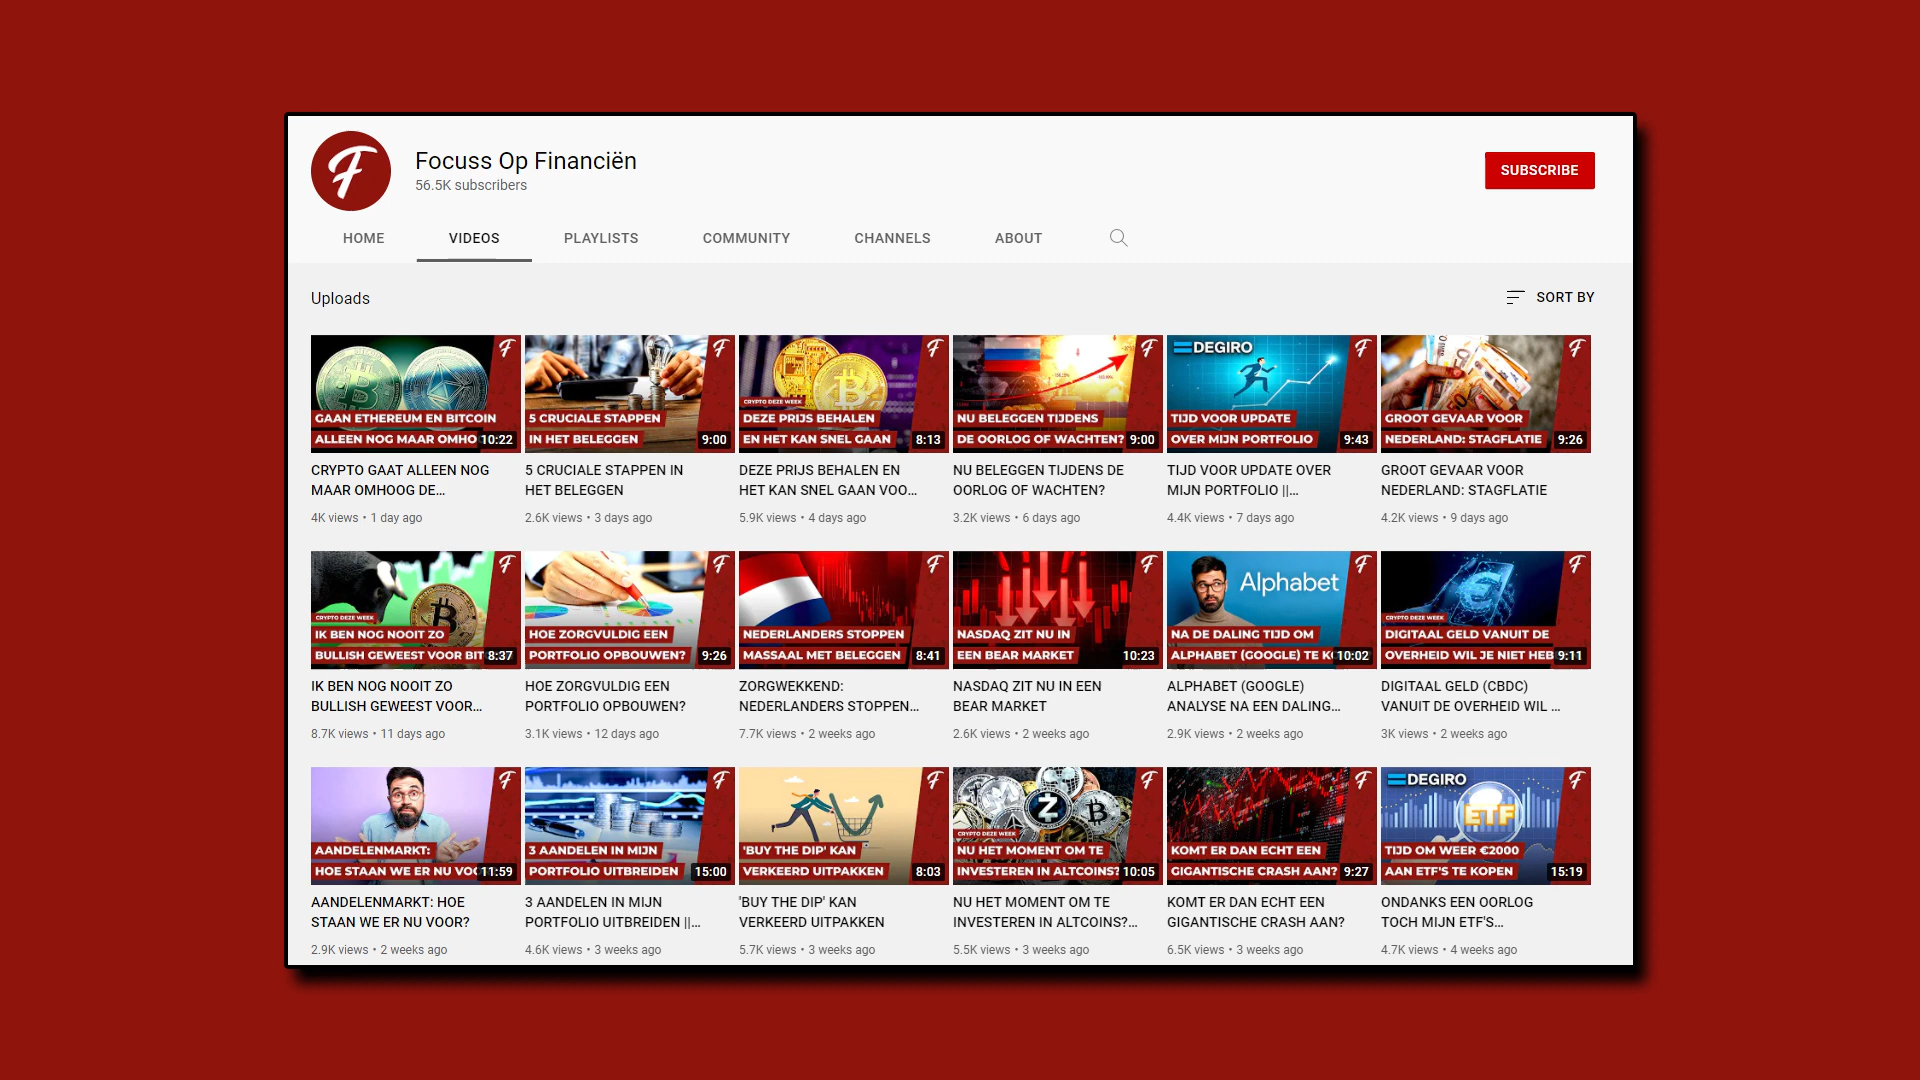 Focuss Op Financiën
56.5K subscribers
SUBSCRIBE
HOME VIDEOS PLAYLISTS COMMUNITY CHANNELS ABOUT
Uploads
SORT BY
GAAN ETHEREUM EN BITCOIN
ALLEEN NOG MAAR OMHO
10:22
CRYPTO GAAT ALLEEN NOG
MAAR OMHOOG DE...
4K views • 1 day ago
5 CRUCIALE STAPPEN
IN HET BELEGGEN
9:00
5 CRUCIALE STAPPEN IN
HET BELEGGEN
2.6K views • 3 days ago
CRYPTO DEZE WEEK
DEZE PRIJS BEHALEN
EN HET KAN SNEL GAAN
8:13
DEZE PRIJS BEHALEN EN
HET KAN SNEL GAAN VOO...
5.9K views • 4 days ago
NU BELEGGEN TIJDENS
DE OORLOG OF WACHTEN?
9:00
NU BELEGGEN TIJDENS DE
OORLOG OF WACHTEN?
3.2K views • 6 days ago
DEGIRO
TIJD VOOR UPDATE
OVER MIJN PORTFOLIO
9:43
TIJD VOOR UPDATE OVER
MIJN PORTFOLIO ||...
4.4K views • 7 days ago
GROOT GEVAAR VOOR
NEDERLAND: STAGFLATIE
9:26
GROOT GEVAAR VOOR
NEDERLAND: STAGFLATIE
4.2K views • 9 days ago
CRYPTO DEZE WEEK
IK BEN NOG NOOIT ZO
BULLISH GEWEEST VOOR BIT
8:37
IK BEN NOG NOOIT ZO
BULLISH GEWEEST VOOR...
8.7K views • 11 days ago
HOE ZORGVULDIG EEN
PORTFOLIO OPBOUWEN?
9:26
HOE ZORGVULDIG EEN
PORTFOLIO OPBOUWEN?
3.1K views • 12 days ago
NEDERLANDERS STOPPEN
MASSAAL MET BELEGGEN
8:41
ZORGWEKKEND:
NEDERLANDERS STOPPEN...
7.7K views • 2 weeks ago
NASDAQ ZIT NU IN
EEN BEAR MARKET
10:23
NASDAQ ZIT NU IN EEN
BEAR MARKET
2.6K views • 2 weeks ago
Alphabet
NA DE DALING TIJD OM
ALPHABET (GOOGLE) TE K
10:02
ALPHABET (GOOGLE)
ANALYSE NA EEN DALING...
2.9K views • 2 weeks ago
CRYPTO DEZE WEEK
DIGITAAL GELD VANUIT DE
OVERHEID WIL JE NIET HEB
9:11
DIGITAAL GELD (CBDC)
VANUIT DE OVERHEID WIL ...
3K views • 2 weeks ago
AANDELENMARKT:
HOE STAAN WE ER NU VOO
11:59
AANDELENMARKT: HOE
STAAN WE ER NU VOOR?
2.9K views • 2 weeks ago
3 AANDELEN IN MIJN
PORTFOLIO UITBREIDEN
15:00
3 AANDELEN IN MIJN
PORTFOLIO UITBREIDEN ||...
4.6K views • 3 weeks ago
'BUY THE DIP' KAN
VERKEERD UITPAKKEN
8:03
'BUY THE DIP' KAN
VERKEERD UITPAKKEN
5.7K views • 3 weeks ago
CRYPTO DEZE WEEK
NU HET MOMENT OM TE
INVESTEREN IN ALTCOINS?
10:05
NU HET MOMENT OM TE
INVESTEREN IN ALTCOINS?...
5.5K views • 3 weeks ago
KOMT ER DAN ECHT EEN
GIGANTISCHE CRASH AAN?
9:27
KOMT ER DAN ECHT EEN
GIGANTISCHE CRASH AAN?
6.5K views • 3 weeks ago
DEGIRO
ETF
TIJD OM WEER €2000
AAN ETF'S TE KOPEN
15:19
ONDANKS EEN OORLOG
TOCH MIJN ETF'S...
4.7K views • 4 weeks ago